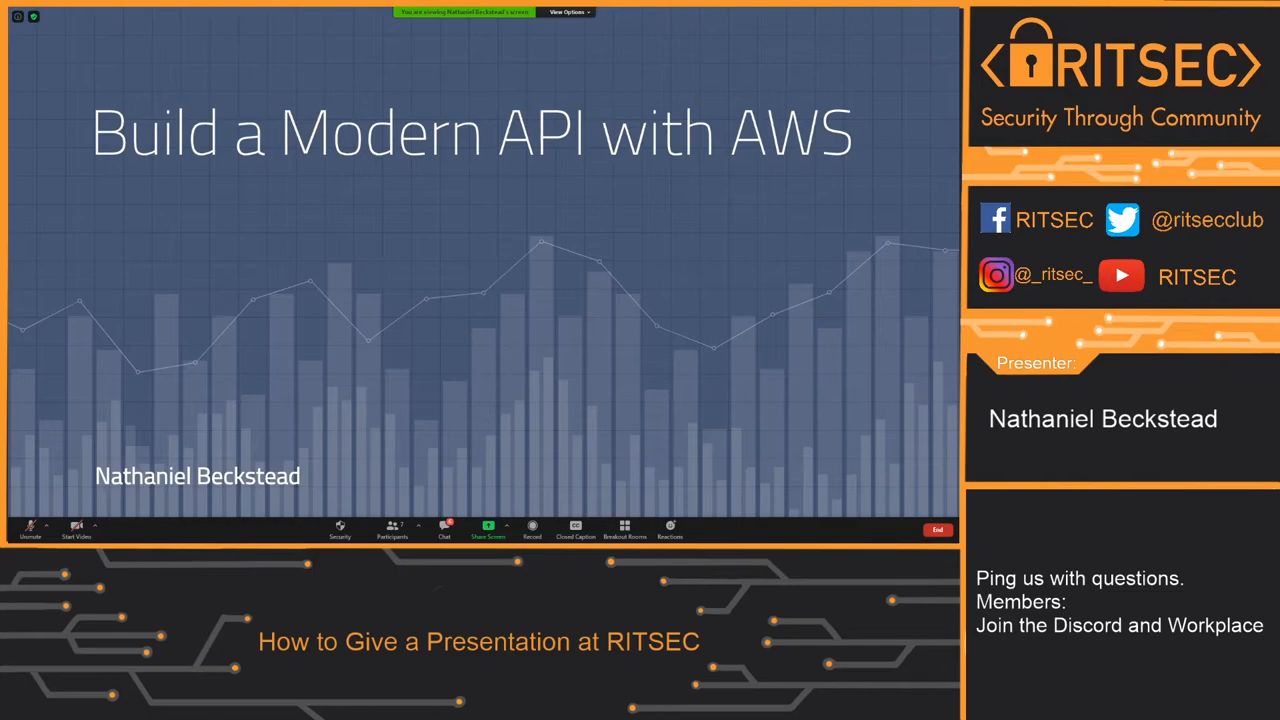 You are viewing Nathaniel Beckstead's screen
View Options
Build a Modern API with AWS
Nathaniel Beckstead
Unmute
Start Video
Security
Participants
7
Chat
Share Screen
Record
CC
Closed Caption
Breakout Rooms
Reactions
End
RITSEC
Security Through Community
RITSEC
@ritsecclub
@_ritsec_
RITSEC
Presenter:
Nathaniel Beckstead
Ping us with questions.
Members:
Join the Discord and Workplace
How to Give a Presentation at RITSEC